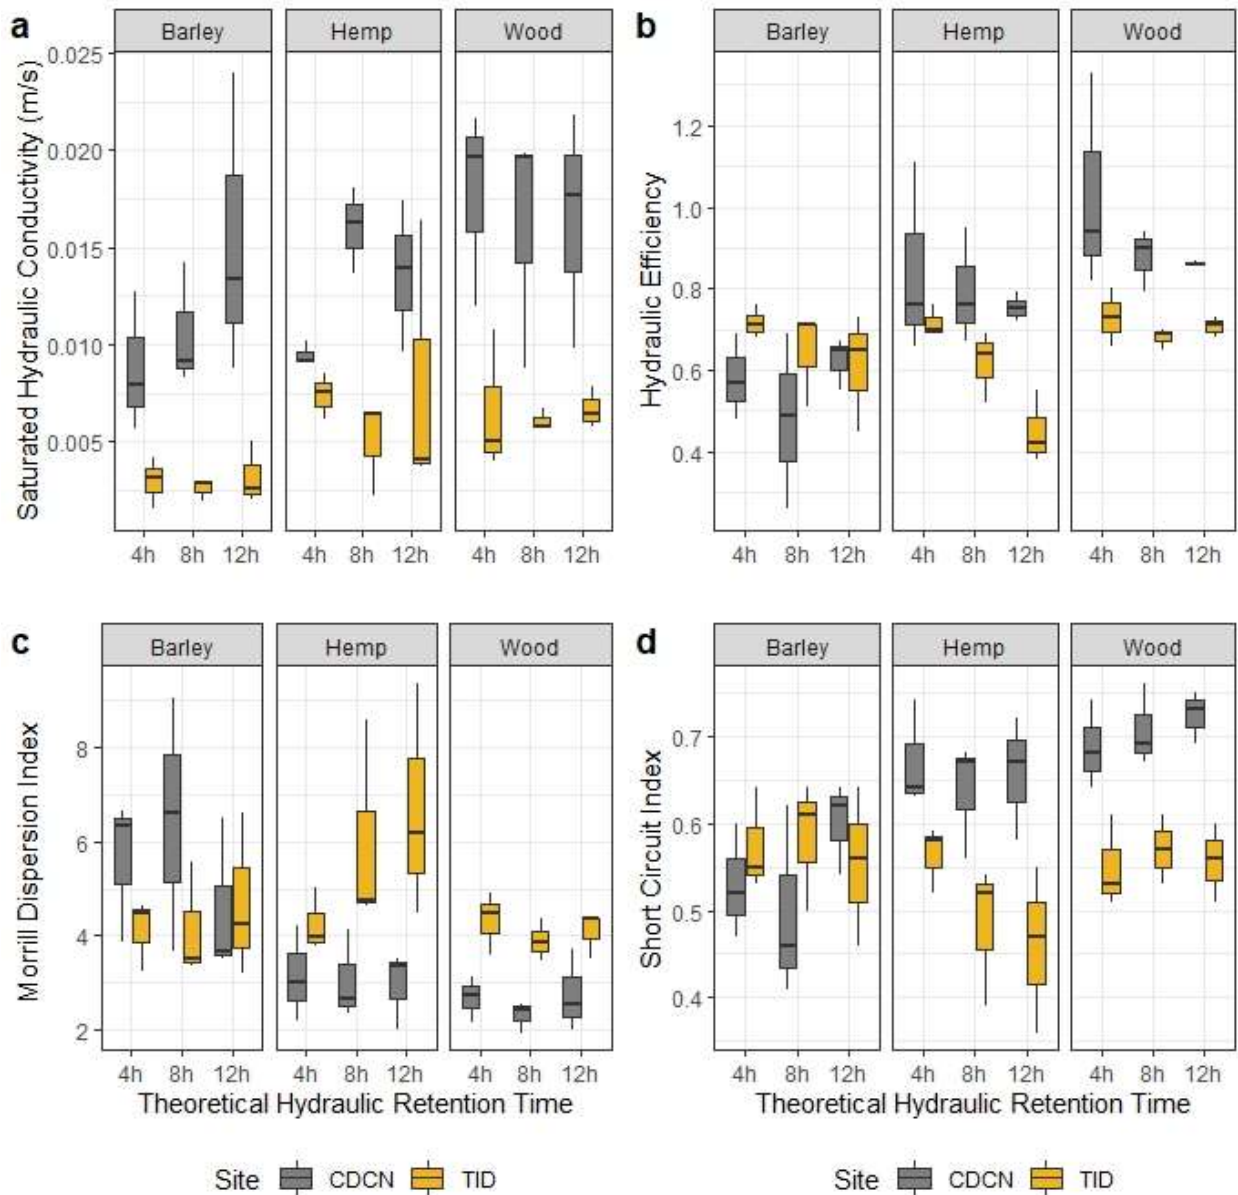 a
Barley
Hemp
Wood
Saturated Hydraulic Conductivity (m/s)
0.025
0.020
0.015
0.010
0.005
4h 8h 12h
4h 8h 12h
4h 8h 12h
b
Barley
Hemp
Wood
Hydraulic Efficiency
1.2
1.0
0.8
0.6
0.4
4h 8h 12h
4h 8h 12h
4h 8h 12h
c
Barley
Hemp
Wood
Morrill Dispersion Index
8
6
4
2
4h 8h 12h
4h 8h 12h
4h 8h 12h
Theoretical Hydraulic Retention Time
Site CDCN TID
d
Barley
Hemp
Wood
Short Circuit Index
0.7
0.6
0.5
0.4
4h 8h 12h
4h 8h 12h
4h 8h 12h
Theoretical Hydraulic Retention Time
Site CDCN TID